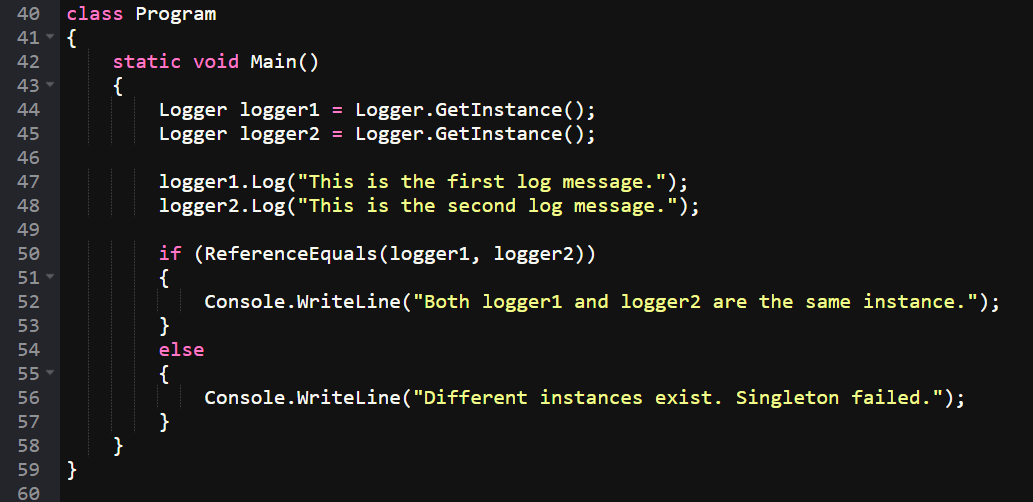 40 class Program
41 {
42     static void Main()
43     {
44         Logger logger1 = Logger.GetInstance();
45         Logger logger2 = Logger.GetInstance();
46
47         logger1.Log("This is the first log message.");
48         logger2.Log("This is the second log message.");
49
50         if (ReferenceEquals(logger1, logger2))
51         {
52             Console.WriteLine("Both logger1 and logger2 are the same instance.");
53         }
54         else
55         {
56             Console.WriteLine("Different instances exist. Singleton failed.");
57         }
58     }
59 }
60